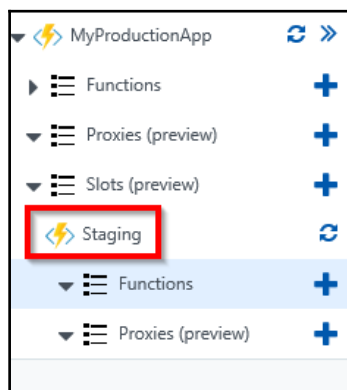 MyProductionApp
Functions
Proxies (preview)
Slots (preview)
Staging
Functions
Proxies (preview)